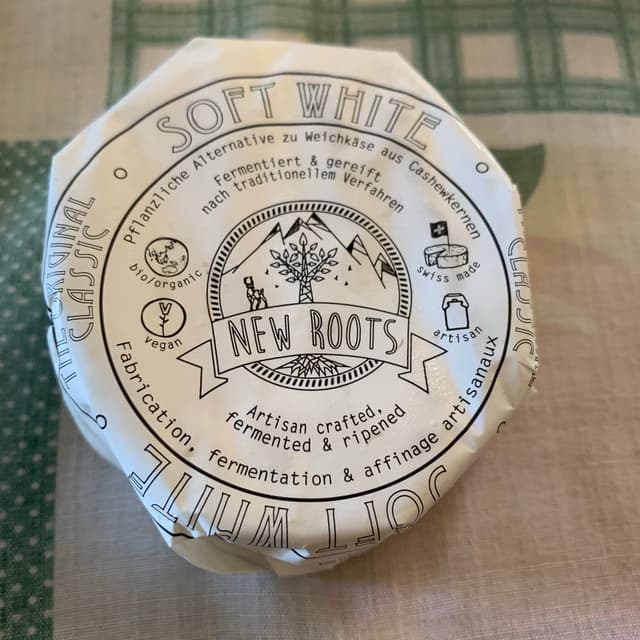 SOFT WHITE
Pflanzliche Alternative zu Weichkäse aus Cashewkernen
Fermentiert & gereift
nach traditionellem Verfahren
THE ORIGINAL
CLASSIC
bio/organic
vegan
swiss made
artisan
NEW ROOTS
Artisan crafted,
fermented & ripened
Fabrication, fermentation & affinage artisanaux
SOFT WHITE
CLASSIC